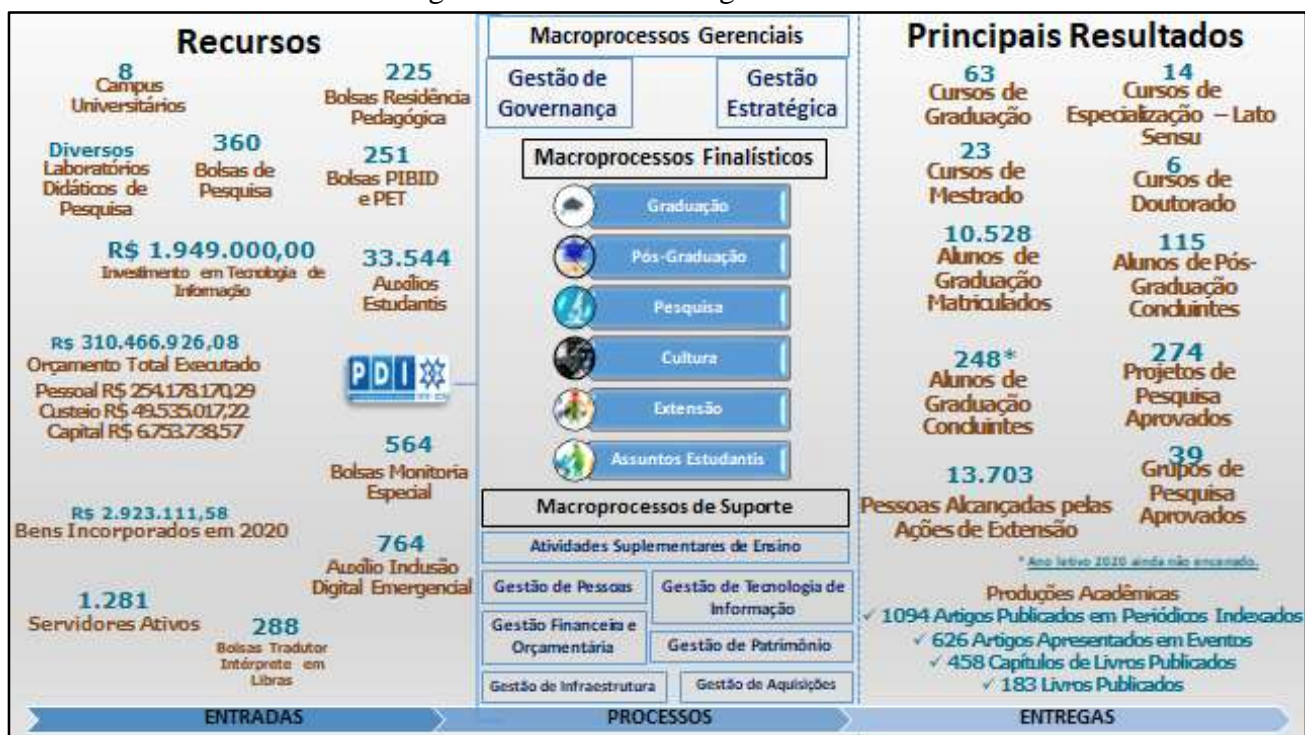 Recursos
8
Campus
Universitários
225
Bolsas Residência
Pedagógica
Diversos
Laboratórios
Didáticos de
Pesquisa
360
Bolsas de
Pesquisa
251
Bolsas PIBID
e PET
R$ 1.949.000,00
Investimento em Tecnologia de
Informação
33.544
Auxílios
Estudantis
R$ 310.466.926,08
Orçamento Total Executado
Pessoal R$ 254.178.170,29
Custeio R$ 49.535.017,22
Capital R$ 6.753.738,57
PDI
564
Bolsas Monitoria
Especial
R$ 2.923.111,58
Bens Incorporados em 2020
764
Auxílio Indusão
Digital Emergencial
1.281
Servidores Ativos
288
Bolsas Tradutor
Intérprete em
Libras
Macroprocessos Gerenciais
Gestão de
Governança
Gestão
Estratégica
Macroprocessos Finalísticos
Graduação
Pós-Graduação
Pesquisa
Cultura
Extensão
Assuntos Estudantis
Macroprocessos de Suporte
Atividades Suplementares de Ensino
Gestão de Pessoas
Gestão de Tecnologia de
Informação
Gestão Financeira e
Orçamentária
Gestão de Patrimônio
Gestão de Infraestrutura
Gestão de Aquisições
Principais Resultados
63
Cursos de
Graduação
14
Cursos de
Especialização – Lato
Sensu
23
Cursos de
Mestrado
6
Cursos de
Doutorado
10.528
Alunos de
Graduação
Matriculados
115
Alunos de Pós-
Graduação
Concluintes
248*
Alunos de
Graduação
Concluintes
274
Projetos de
Pesquisa
Aprovados
13.703
Pessoas Alcançadas pelas
Ações de Extensão
39
Grupos de
Pesquisa
Aprovados
* Ano letivo 2020 ainda não encerrado.
Produções Acadêmicas
✓ 1094 Artigos Publicados em Periódicos Indexados
✓ 626 Artigos Apresentados em Eventos
✓ 458 Capítulos de Livros Publicados
✓ 183 Livros Publicados
ENTRADAS
PROCESSOS
ENTREGAS